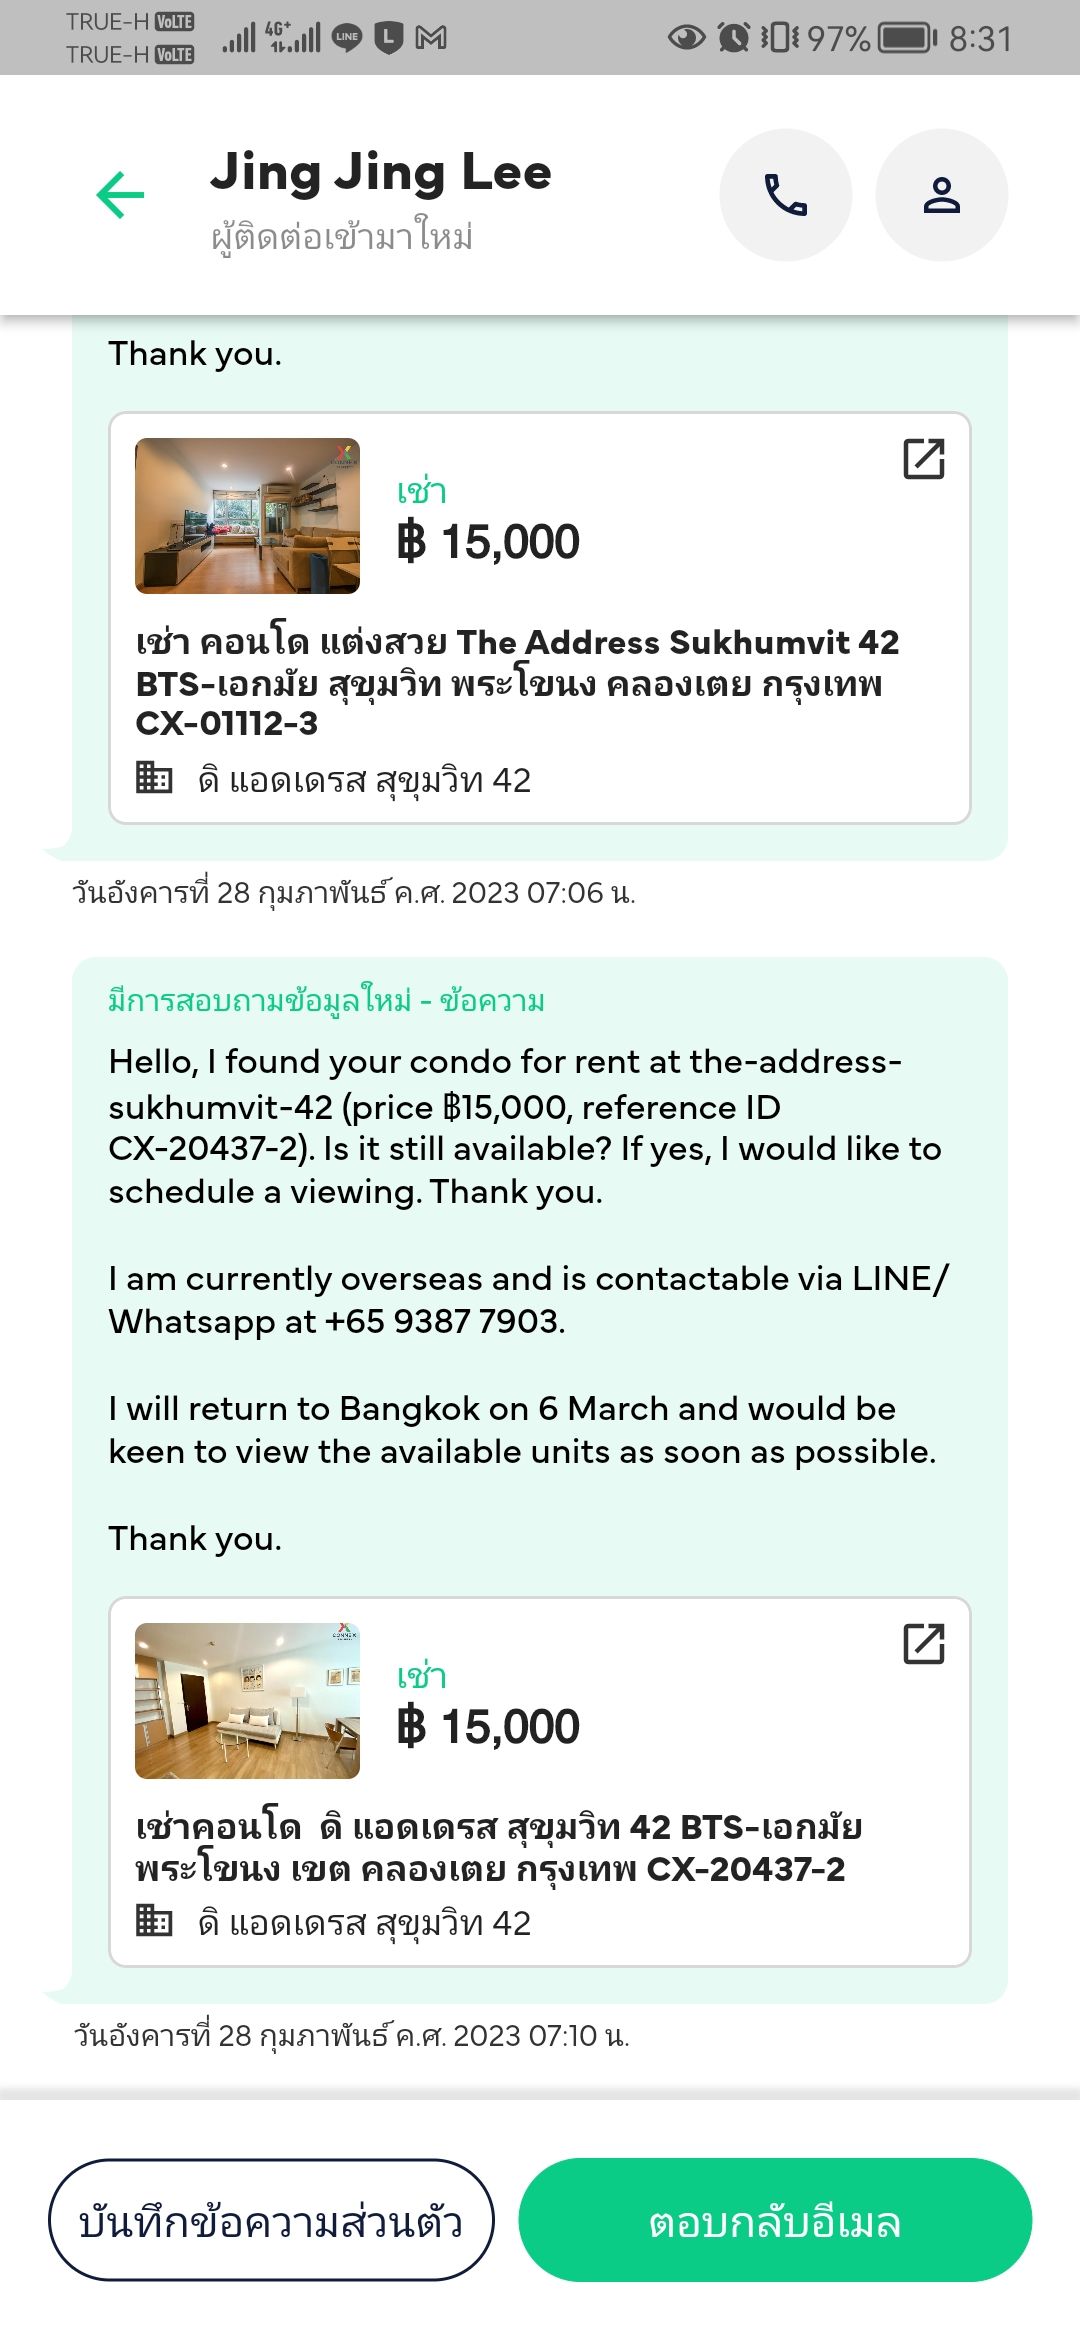 TRUE-H VoLTE
TRUE-H VoLTE
4G+
LINE
L
97%
8:31
Jing Jing Lee
ผู้ติดต่อเข้ามาใหม่
Thank you.
CONNEX
เช่า
฿ 15,000
เช่า คอนโด แต่งสวย The Address Sukhumvit 42
BTS-เอกมัย สุขุมวิท พระโขนง คลองเตย กรุงเทพ
CX-01112-3
ดิ แอดเดรส สุขุมวิท 42
วันอังคารที่ 28 กุมภาพันธ์ ค.ศ. 2023 07:06 น.
มีการสอบถามข้อมูลใหม่ - ข้อความ
Hello, I found your condo for rent at the-address-
sukhumvit-42 (price ฿15,000, reference ID
CX-20437-2). Is it still available? If yes, I would like to
schedule a viewing. Thank you.
I am currently overseas and is contactable via LINE/
Whatsapp at +65 9387 7903.
I will return to Bangkok on 6 March and would be
keen to view the available units as soon as possible.
Thank you.
CONNEX
เช่า
฿ 15,000
เช่าคอนโด  ดิ แอดเดรส สุขุมวิท 42 BTS-เอกมัย
พระโขนง เขต คลองเตย กรุงเทพ CX-20437-2
ดิ แอดเดรส สุขุมวิท 42
วันอังคารที่ 28 กุมภาพันธ์ ค.ศ. 2023 07:10 น.
บันทึกข้อความส่วนตัว
ตอบกลับอีเมล